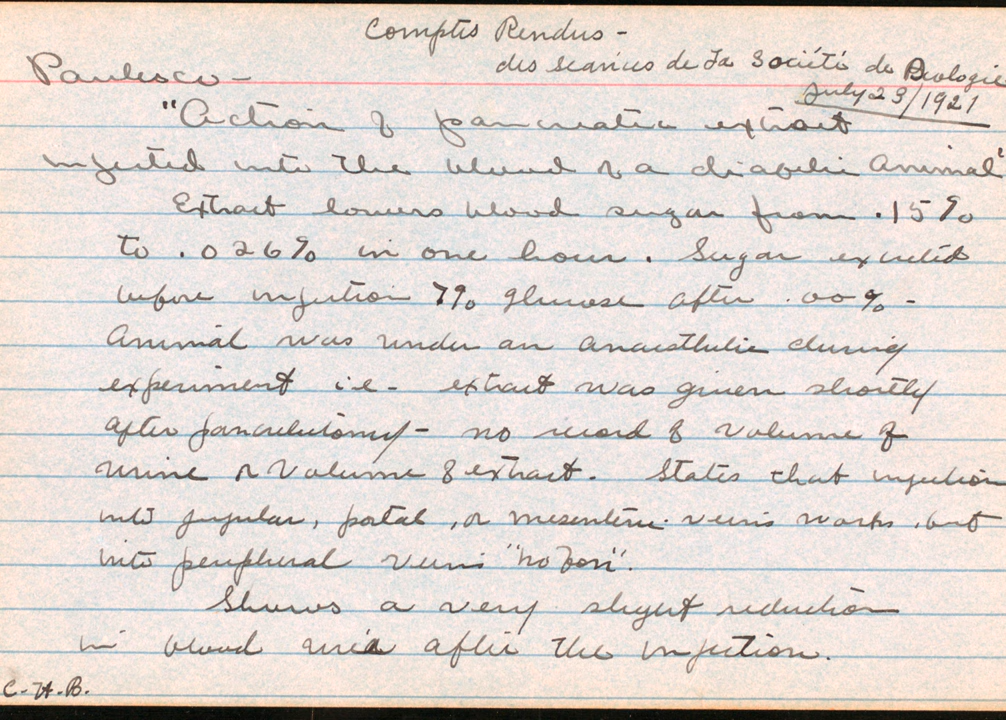 Comptes Rendus -
des Seances de La Société de Biologie
Paulesco - July 23/1921
"Action of pancreatic extract
injected into the blood of a diabetic animal"
Extract lowers blood sugar from .15%
to .026% in one hour. Sugar excreted
before injection 7% glucose after .00% -
Animal was under an anaesthetic during
experiment i.e - extract was given shortly
after pancreatectomy - no record of volume of
urine or volume of extract. States that injection
into jugular, portal, or mesenteric veins works but
into peripheral veins "no bon".
Shows a very slight reduction
in blood urea after the injection.
C.H.B.